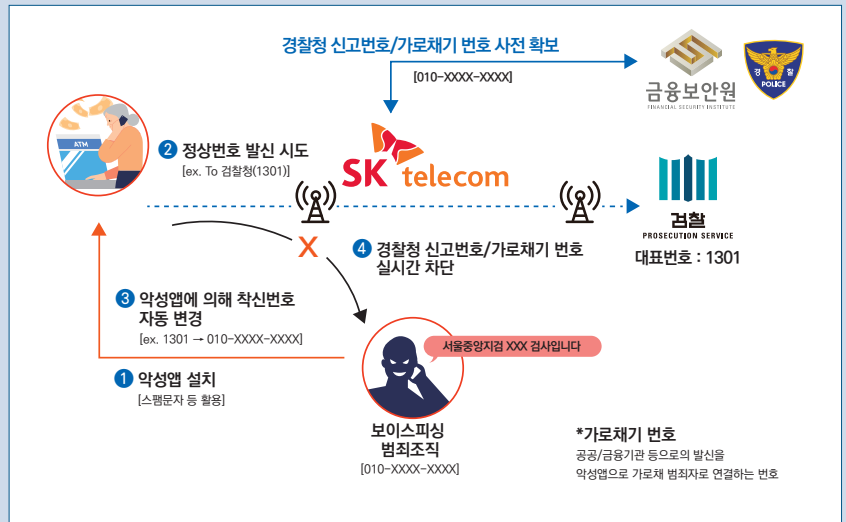 경찰청 신고번호/가로채기 번호 사전 확보
[010-XXXX-XXXX]
금융보안원
FINANCIAL SECURITY INSTITUTE
경 찰
POLICE
ATM
2 정상번호 발신 시도
[ex. To 검찰청(1301)]
SK telecom
검찰
PROSECUTION SERVICE
대표번호 : 1301
X
4 경찰청 신고번호/가로채기 번호
실시간 차단
3 악성앱에 의해 착신번호
자동 변경
[ex. 1301 → 010-XXXX-XXXX]
서울중앙지검 XXX 검사입니다
1 악성앱 설치
[스팸문자 등 활용]
보이스피싱
범죄조직
[010-XXXX-XXXX]
*가로채기 번호
공공/금융기관 등으로의 발신을
악성앱으로 가로채 범죄자로 연결하는 번호